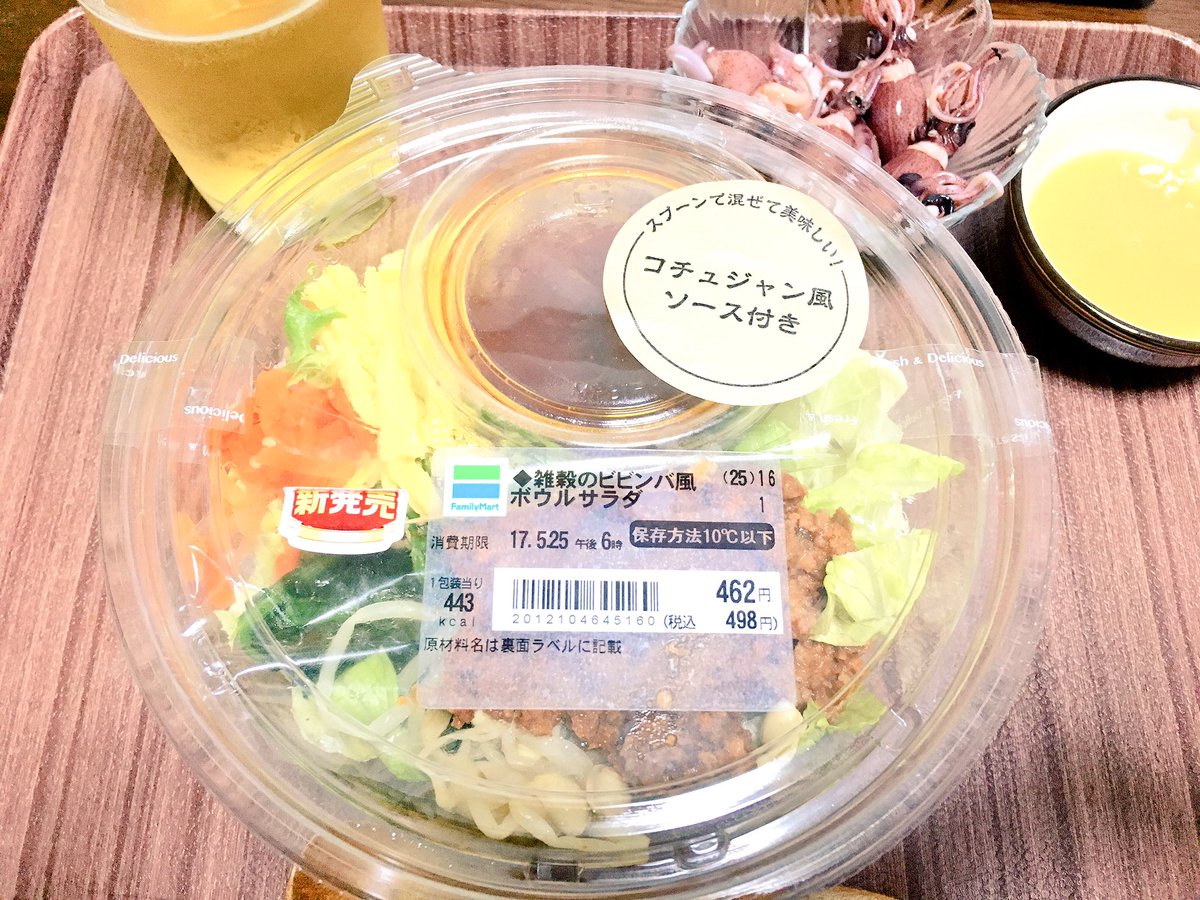 スプーンで混ぜて美味しい!
コチュジャン風
ソース付き
Delicious
sh & Delicious
Delicious
新発売
FamilyMart
◆雑穀のビビンバ風
ボウルサラダ
(25)16
1
消費期限 17.5.25 午後6時
保存方法10℃以下
1包装当り
443
kcal
462円
2012104645160
(税込 498円)
原材料名は裏面ラベルに記載